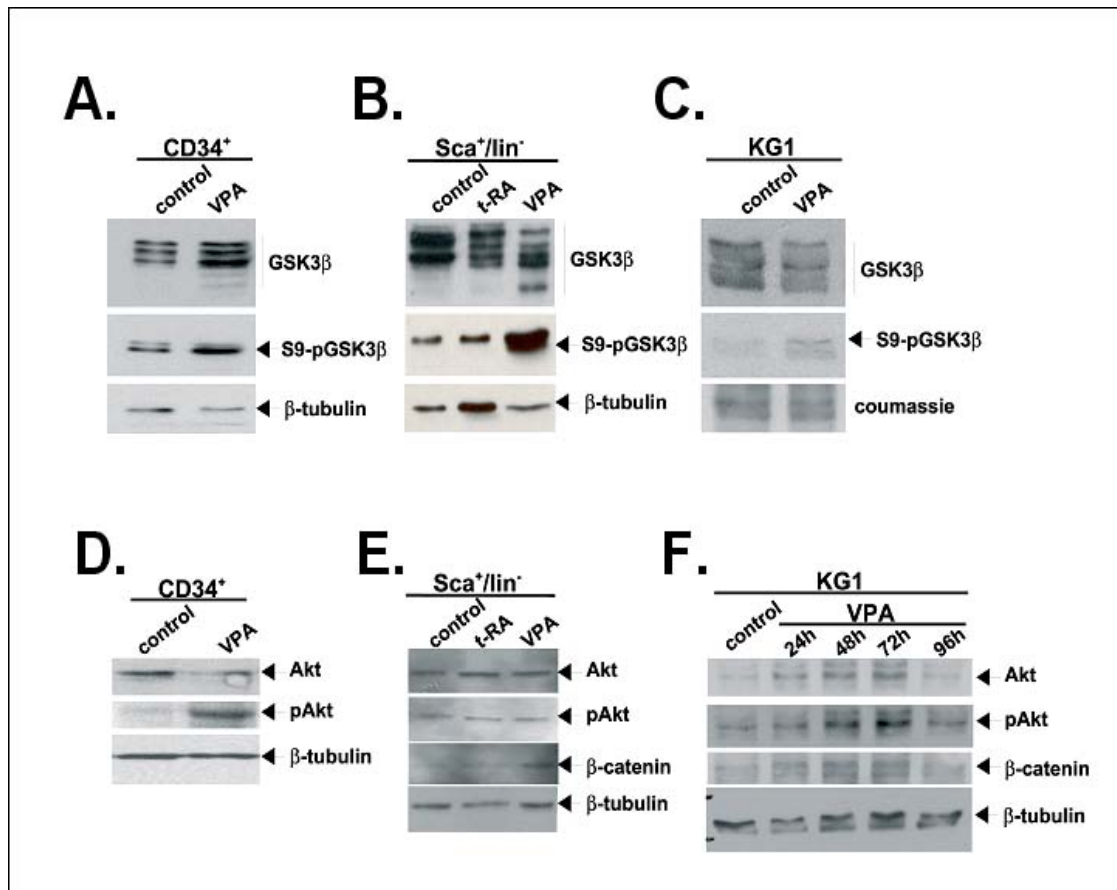 A.
CD34⁺
control VPA
GSK3β
S9-pGSK3β
β-tubulin
B.
Sca⁺/lin⁻
control t-RA VPA
GSK3β
S9-pGSK3β
β-tubulin
C.
KG1
control VPA
GSK3β
S9-pGSK3β
coumassie
D.
CD34⁺
control VPA
Akt
pAkt
β-tubulin
E.
Sca⁺/lin⁻
control t-RA VPA
Akt
pAkt
β-catenin
β-tubulin
F.
KG1
VPA
control 24h 48h 72h 96h
Akt
pAkt
β-catenin
β-tubulin